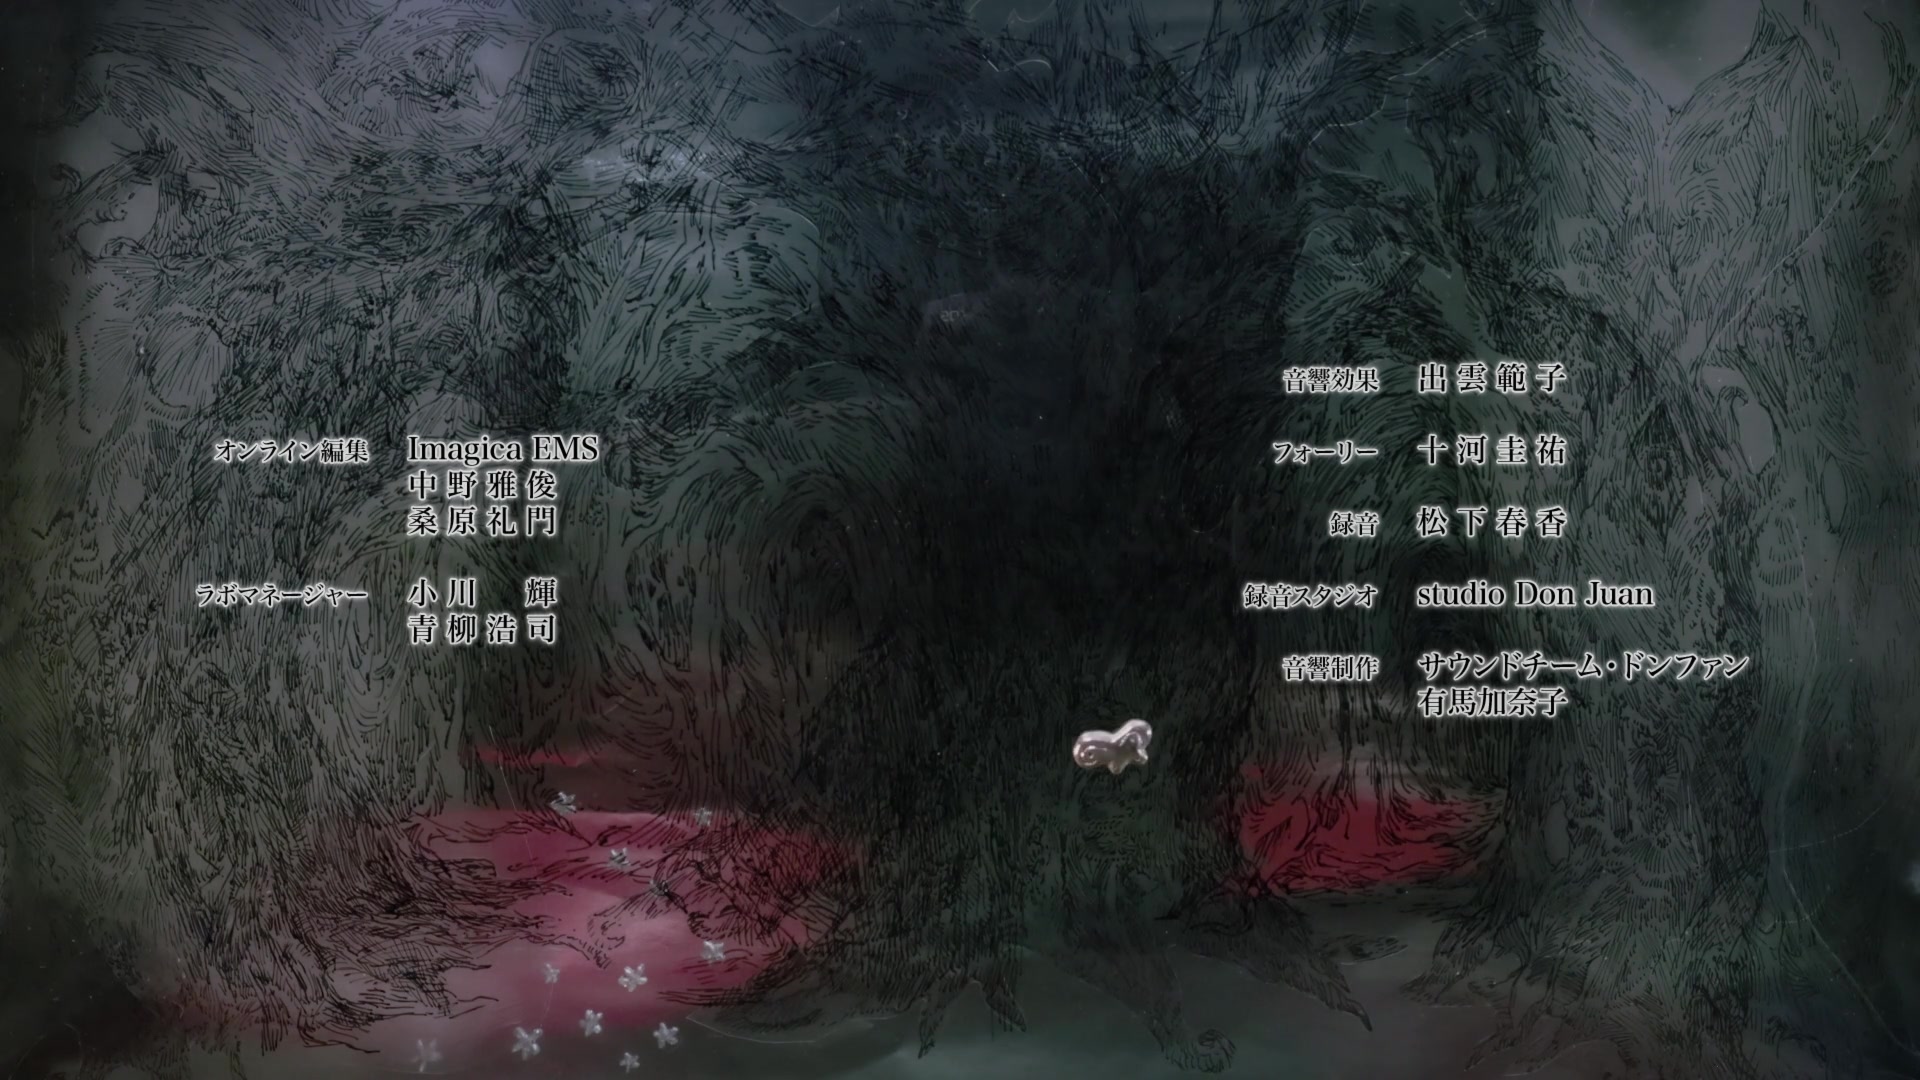 オンライン編集 Imagica EMS
中野雅俊
桑原礼門
ラボマネージャー 小川 輝
青柳浩司
音響効果 出雲範子
フォーリー 十河圭祐
録音 松下春香
録音スタジオ studio Don Juan
音響制作 サウンドチーム・ドンファン
有馬加奈子